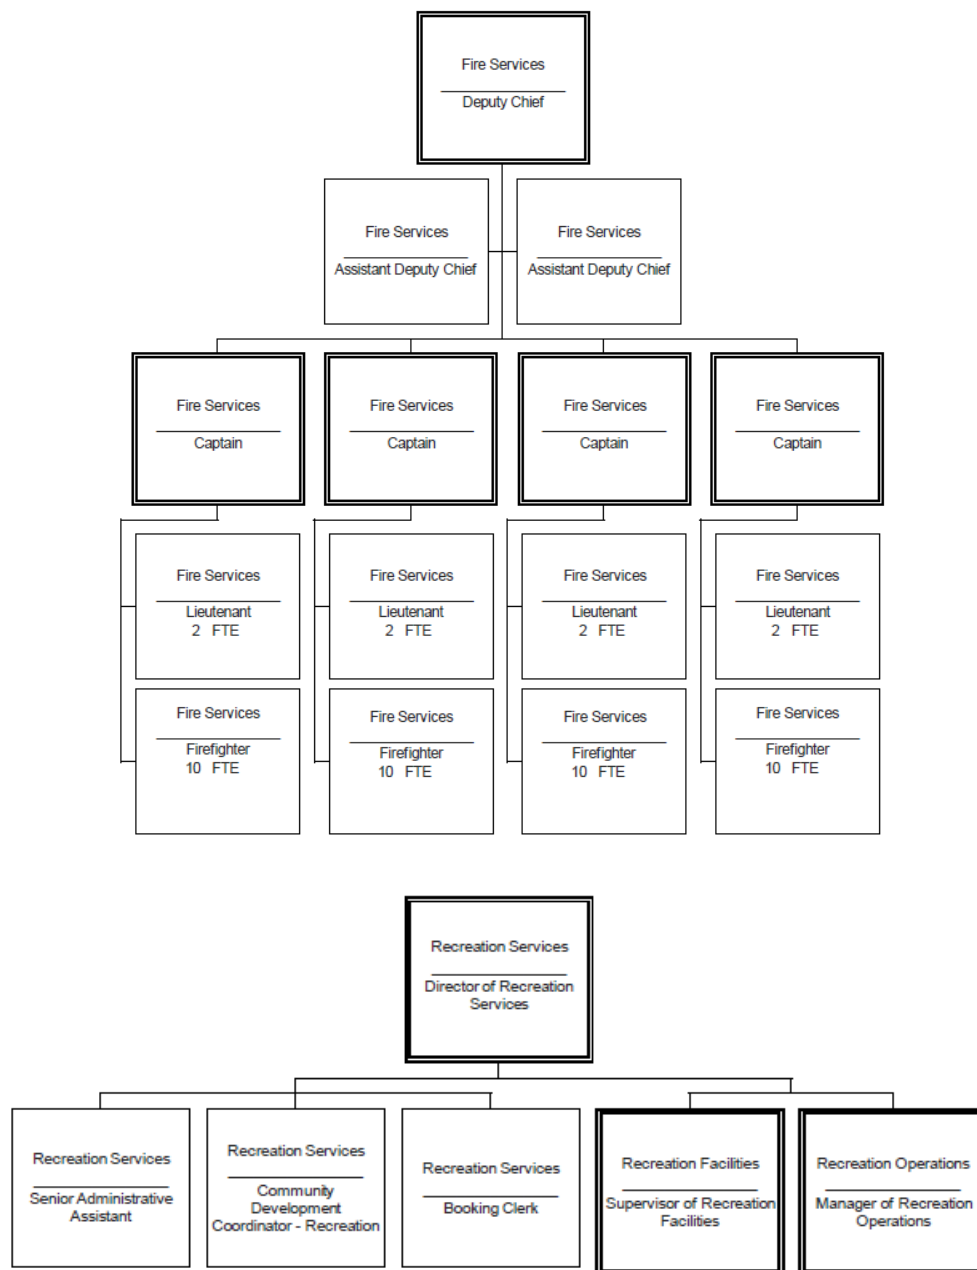 Fire Services
Deputy Chief
Fire Services
Assistant Deputy Chief
Fire Services
Assistant Deputy Chief
Fire Services
Captain
Fire Services
Captain
Fire Services
Captain
Fire Services
Captain
Fire Services
Lieutenant
2 FTE
Fire Services
Lieutenant
2 FTE
Fire Services
Lieutenant
2 FTE
Fire Services
Lieutenant
2 FTE
Fire Services
Firefighter
10 FTE
Fire Services
Firefighter
10 FTE
Fire Services
Firefighter
10 FTE
Fire Services
Firefighter
10 FTE
Recreation Services
Director of Recreation
Services
Recreation Services
Senior Administrative
Assistant
Recreation Services
Community
Development
Coordinator - Recreation
Recreation Services
Booking Clerk
Recreation Facilities
Supervisor of Recreation
Facilities
Recreation Operations
Manager of Recreation
Operations